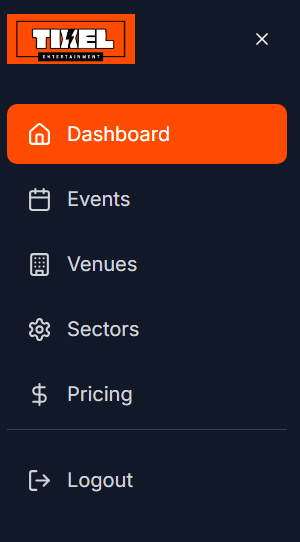 TIXEL
ENTERTAINMENT
Dashboard
Events
Venues
Sectors
Pricing
Logout